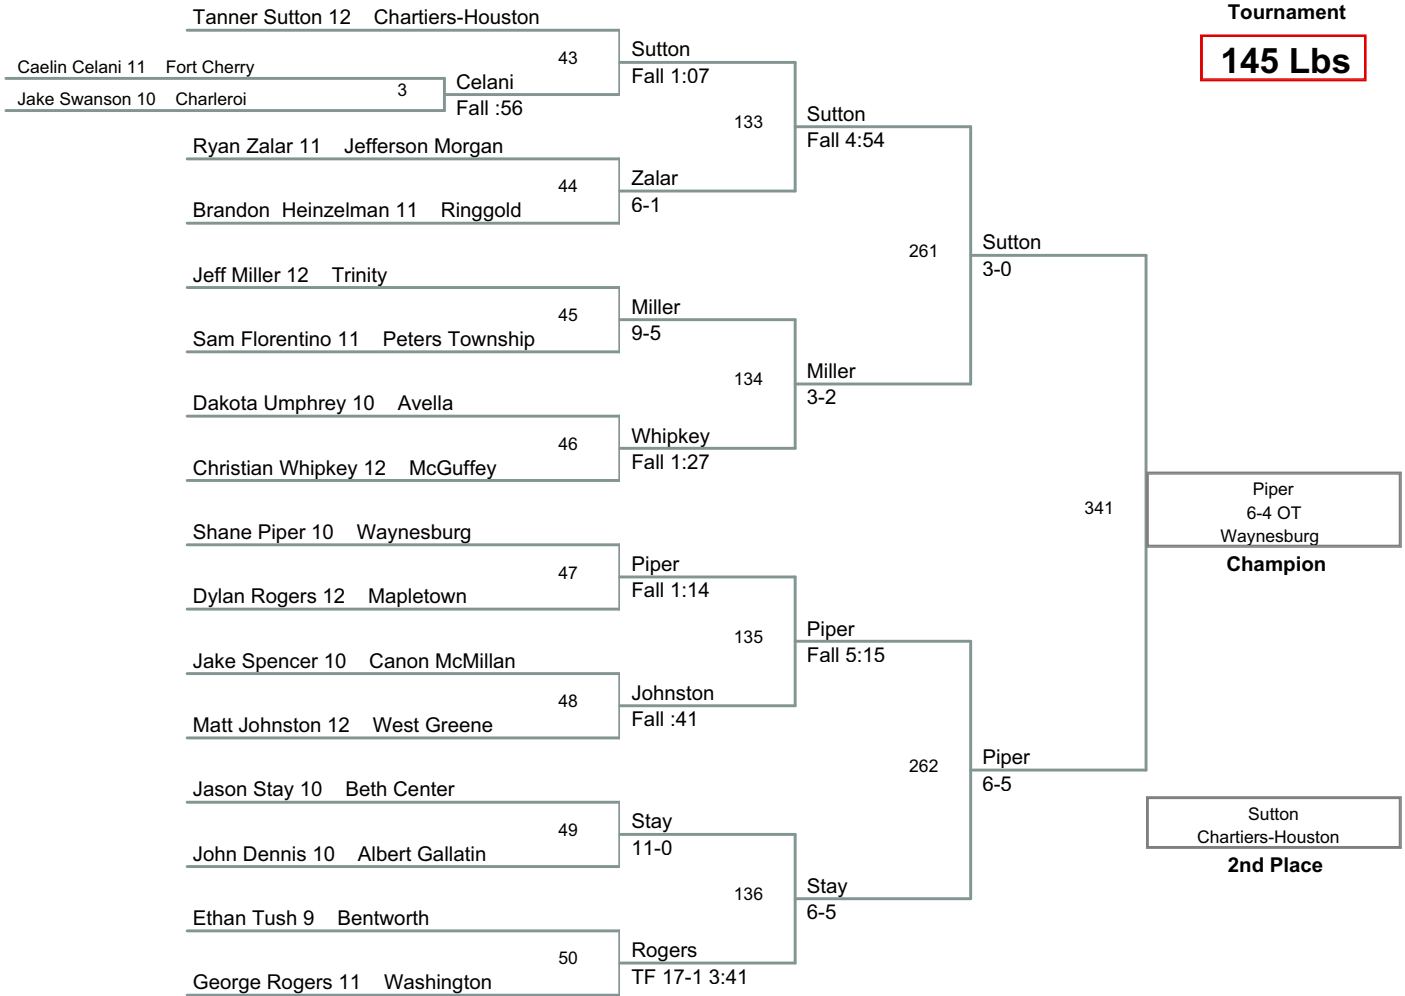 Tournament
145 Lbs
Tanner Sutton 12 Chartiers-Houston
43
Sutton
Fall 1:07
Caelin Celani 11 Fort Cherry
3
Jake Swanson 10 Charleroi
Celani
Fall :56
133
Sutton
Fall 4:54
Ryan Zalar 11 Jefferson Morgan
44
Zalar
6-1
Brandon Heinzelman 11 Ringgold
261
Sutton
3-0
Jeff Miller 12 Trinity
45
Miller
9-5
Sam Florentino 11 Peters Township
134
Miller
3-2
Dakota Umphrey 10 Avella
46
Whipkey
Fall 1:27
Christian Whipkey 12 McGuffey
341
Piper
6-4 OT
Waynesburg
Champion
Shane Piper 10 Waynesburg
47
Piper
Fall 1:14
Dylan Rogers 12 Mapletown
135
Piper
Fall 5:15
Jake Spencer 10 Canon McMillan
48
Johnston
Fall :41
Matt Johnston 12 West Greene
262
Piper
6-5
Jason Stay 10 Beth Center
49
Stay
11-0
John Dennis 10 Albert Gallatin
136
Stay
6-5
Ethan Tush 9 Bentworth
50
Rogers
TF 17-1 3:41
George Rogers 11 Washington
Sutton
Chartiers-Houston
2nd Place